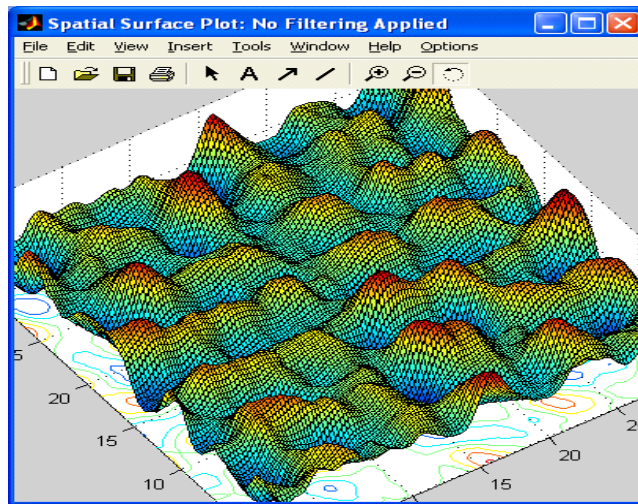 Spatial Surface Plot: No Filtering Applied
File Edit View Insert Tools Window Help Options
A
5
20
15
10
15
20